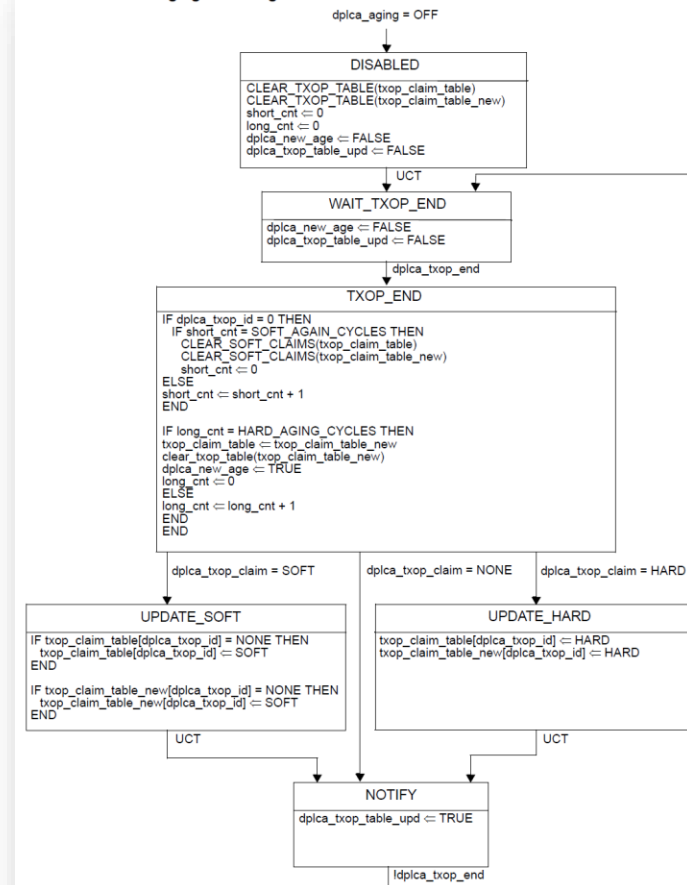 dplca_aging = OFF
DISABLED
CLEAR_TXOP_TABLE(txop_claim_table)
CLEAR_TXOP_TABLE(txop_claim_table_new)
short_cnt ⇐ 0
long_cnt ⇐ 0
dplca_new_age ⇐ FALSE
dplca_txop_table_upd ⇐ FALSE
UCT
WAIT_TXOP_END
dplca_new_age ⇐ FALSE
dplca_txop_table_upd ⇐ FALSE
dplca_txop_end
TXOP_END
IF dplca_txop_id = 0 THEN
IF short_cnt = SOFT_AGAIN_CYCLES THEN
CLEAR_SOFT_CLAIMS(txop_claim_table)
CLEAR_SOFT_CLAIMS(txop_claim_table_new)
short_cnt ⇐ 0
ELSE
short_cnt ⇐ short_cnt + 1
END
IF long_cnt = HARD_AGING_CYCLES THEN
txop_claim_table ⇐ txop_claim_table_new
clear_txop_table(txop_claim_table_new)
dplca_new_age ⇐ TRUE
long_cnt ⇐ 0
ELSE
long_cnt ⇐ long_cnt + 1
END
END
dplca_txop_claim = SOFT
dplca_txop_claim = NONE
dplca_txop_claim = HARD
UPDATE_SOFT
IF txop_claim_table[dplca_txop_id] = NONE THEN
txop_claim_table[dplca_txop_id] ⇐ SOFT
END
IF txop_claim_table_new[dplca_txop_id] = NONE THEN
txop_claim_table_new[dplca_txop_id] ⇐ SOFT
END
UCT
UPDATE_HARD
txop_claim_table[dplca_txop_id] ⇐ HARD
txop_claim_table_new[dplca_txop_id] ⇐ HARD
UCT
NOTIFY
dplca_txop_table_upd ⇐ TRUE
!dplca_txop_end